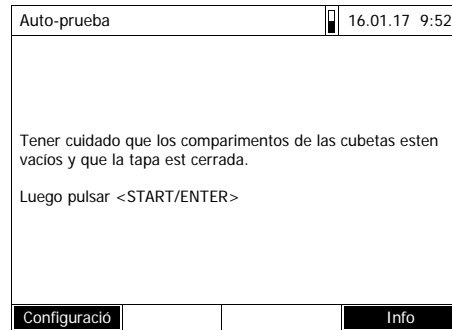 Auto-prueba 16.01.17 9:52
Tener cuidado que los comparimentos de las cubetas esten
vacíos y que la tapa est cerrada.
Luego pulsar <START/ENTER>
Configuració Info